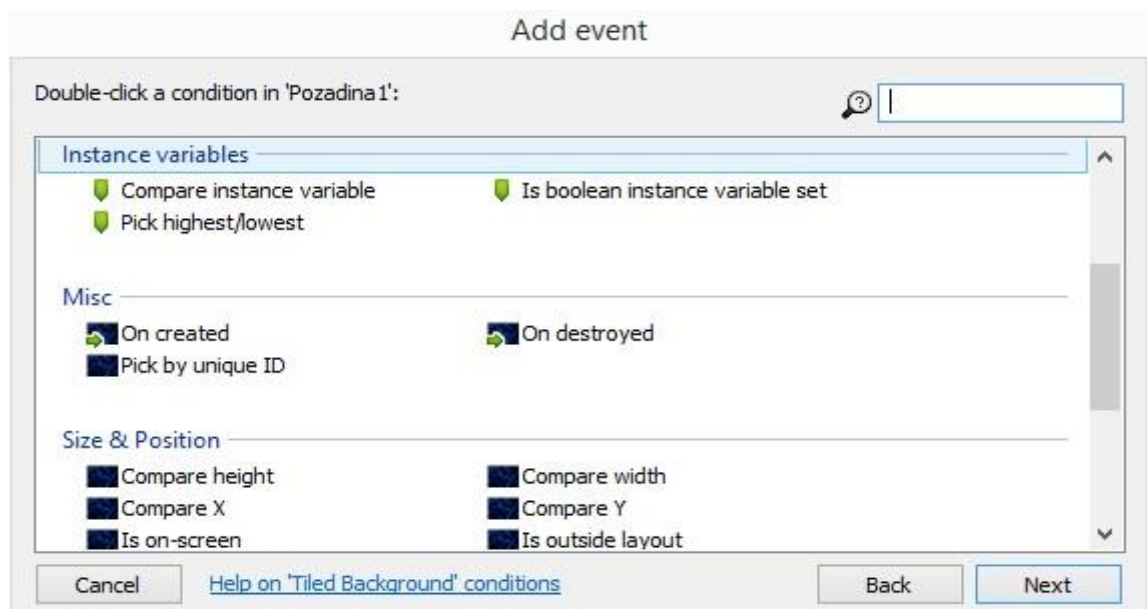 Add event
Double-click a condition in 'Pozadina1':
Instance variables
Compare instance variable Is boolean instance variable set
Pick highest/lowest
Misc
On created On destroyed
Pick by unique ID
Size & Position
Compare height Compare width
Compare X Compare Y
Is on-screen Is outside layout
Cancel Help on 'Tiled Background' conditions Back Next